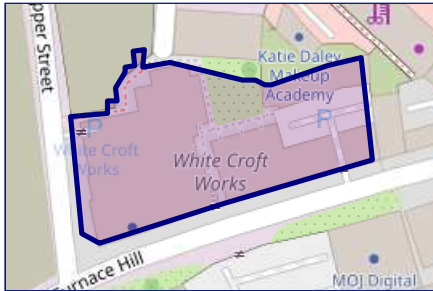 pper Street
Katie Daley
Makeup
Academy
P
P
White Croft
Works
White Croft
Works
urnace Hill
MOJ Digital